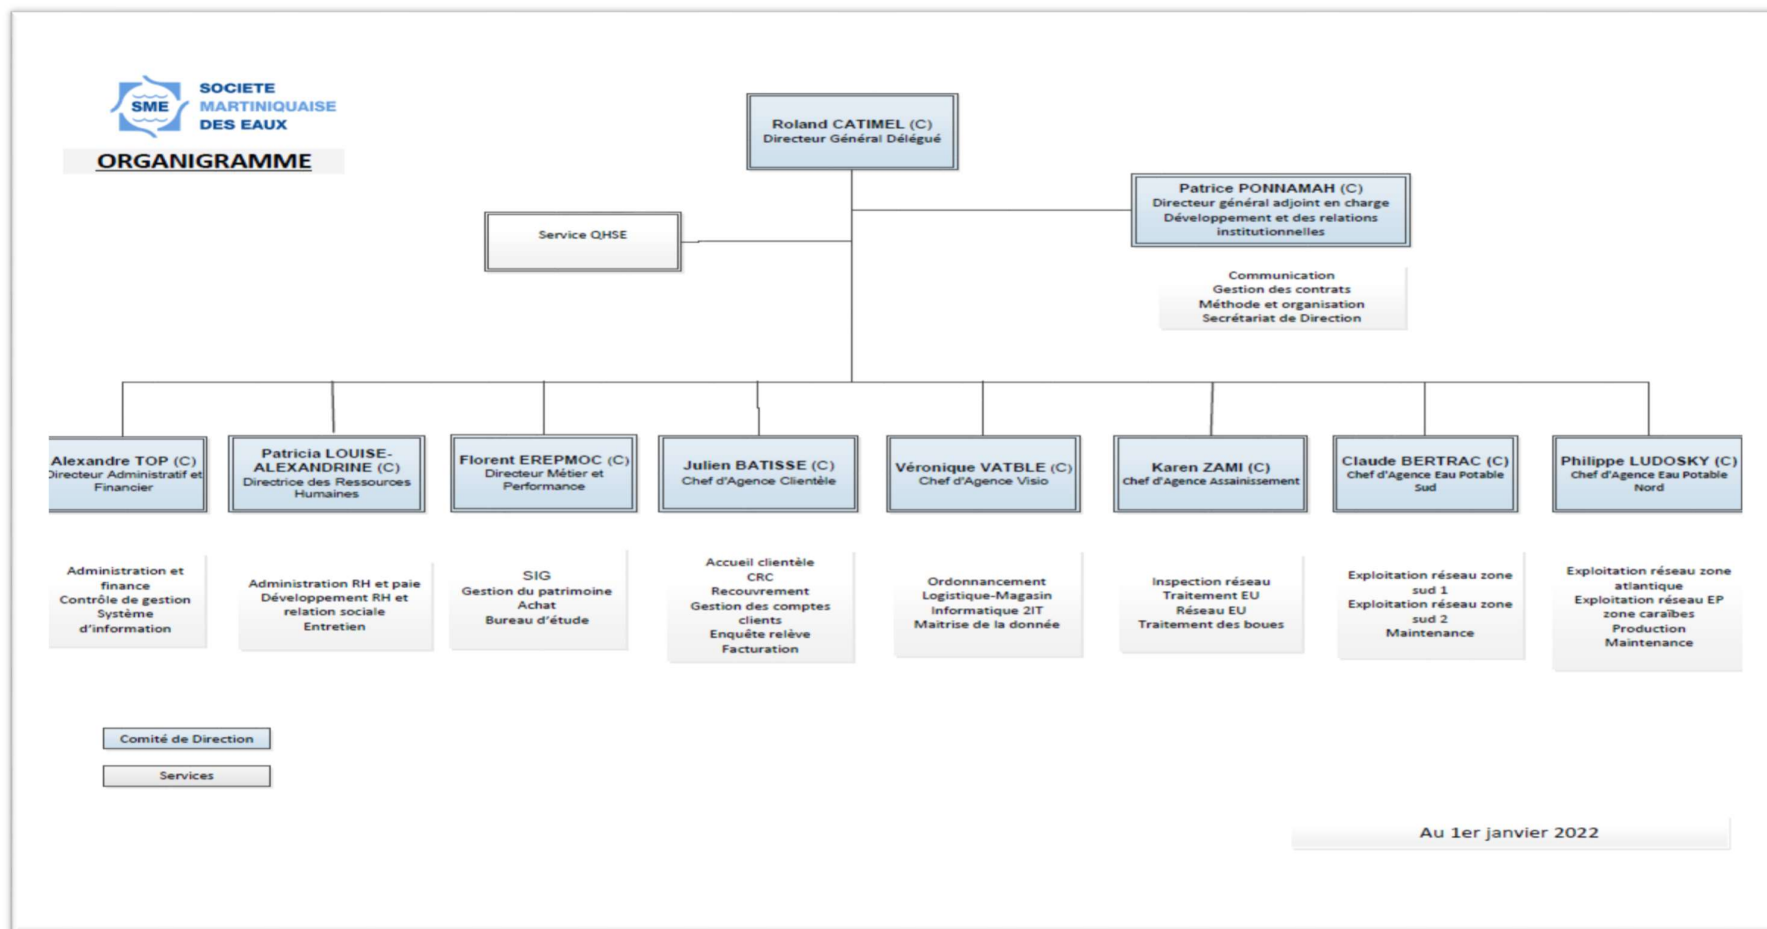 SME
SOCIETE
MARTINIQUAISE
DES EAUX
ORGANIGRAMME
Roland CATIMEL (C)
Directeur Général Délégué
Patrice PONNAMAH (C)
Directeur général adjoint en charge
Développement et des relations
institutionnelles
Service QHSE
Communication
Gestion des contrats
Méthode et organisation
Secrétariat de Direction
Alexandre TOP (C)
Directeur Administratif et
Financier
Patricia LOUISE-
ALEXANDRINE (C)
Directrice des Ressources
Humaines
Florent EREPMOC (C)
Directeur Métier et
Performance
Julien BATISSE (C)
Chef d'Agence Clientèle
Véronique VATBLE (C)
Chef d'Agence Visio
Karen ZAMI (C)
Chef d'Agence Assainissement
Claude BERTRAC (C)
Chef d'Agence Eau Potable
Sud
Philippe LUDOSKY (C)
Chef d'Agence Eau Potable
Nord
Administration et
finance
Contrôle de gestion
Système
d'information
Administration RH et paie
Développement RH et
relation sociale
Entretien
SIG
Gestion du patrimoine
Achat
Bureau d'étude
Accueil clientèle
CRC
Recouvrement
Gestion des comptes
clients
Enquête relève
Facturation
Ordonnancement
Logistique-Magasin
Informatique 2IT
Maitrise de la donnée
Inspection réseau
Traitement EU
Réseau EU
Traitement des boues
Exploitation réseau zone
sud 1
Exploitation réseau zone
sud 2
Maintenance
Exploitation réseau zone
atlantique
Exploitation réseau EP
zone caraïbes
Production
Maintenance
Comité de Direction
Services
Au 1er janvier 2022